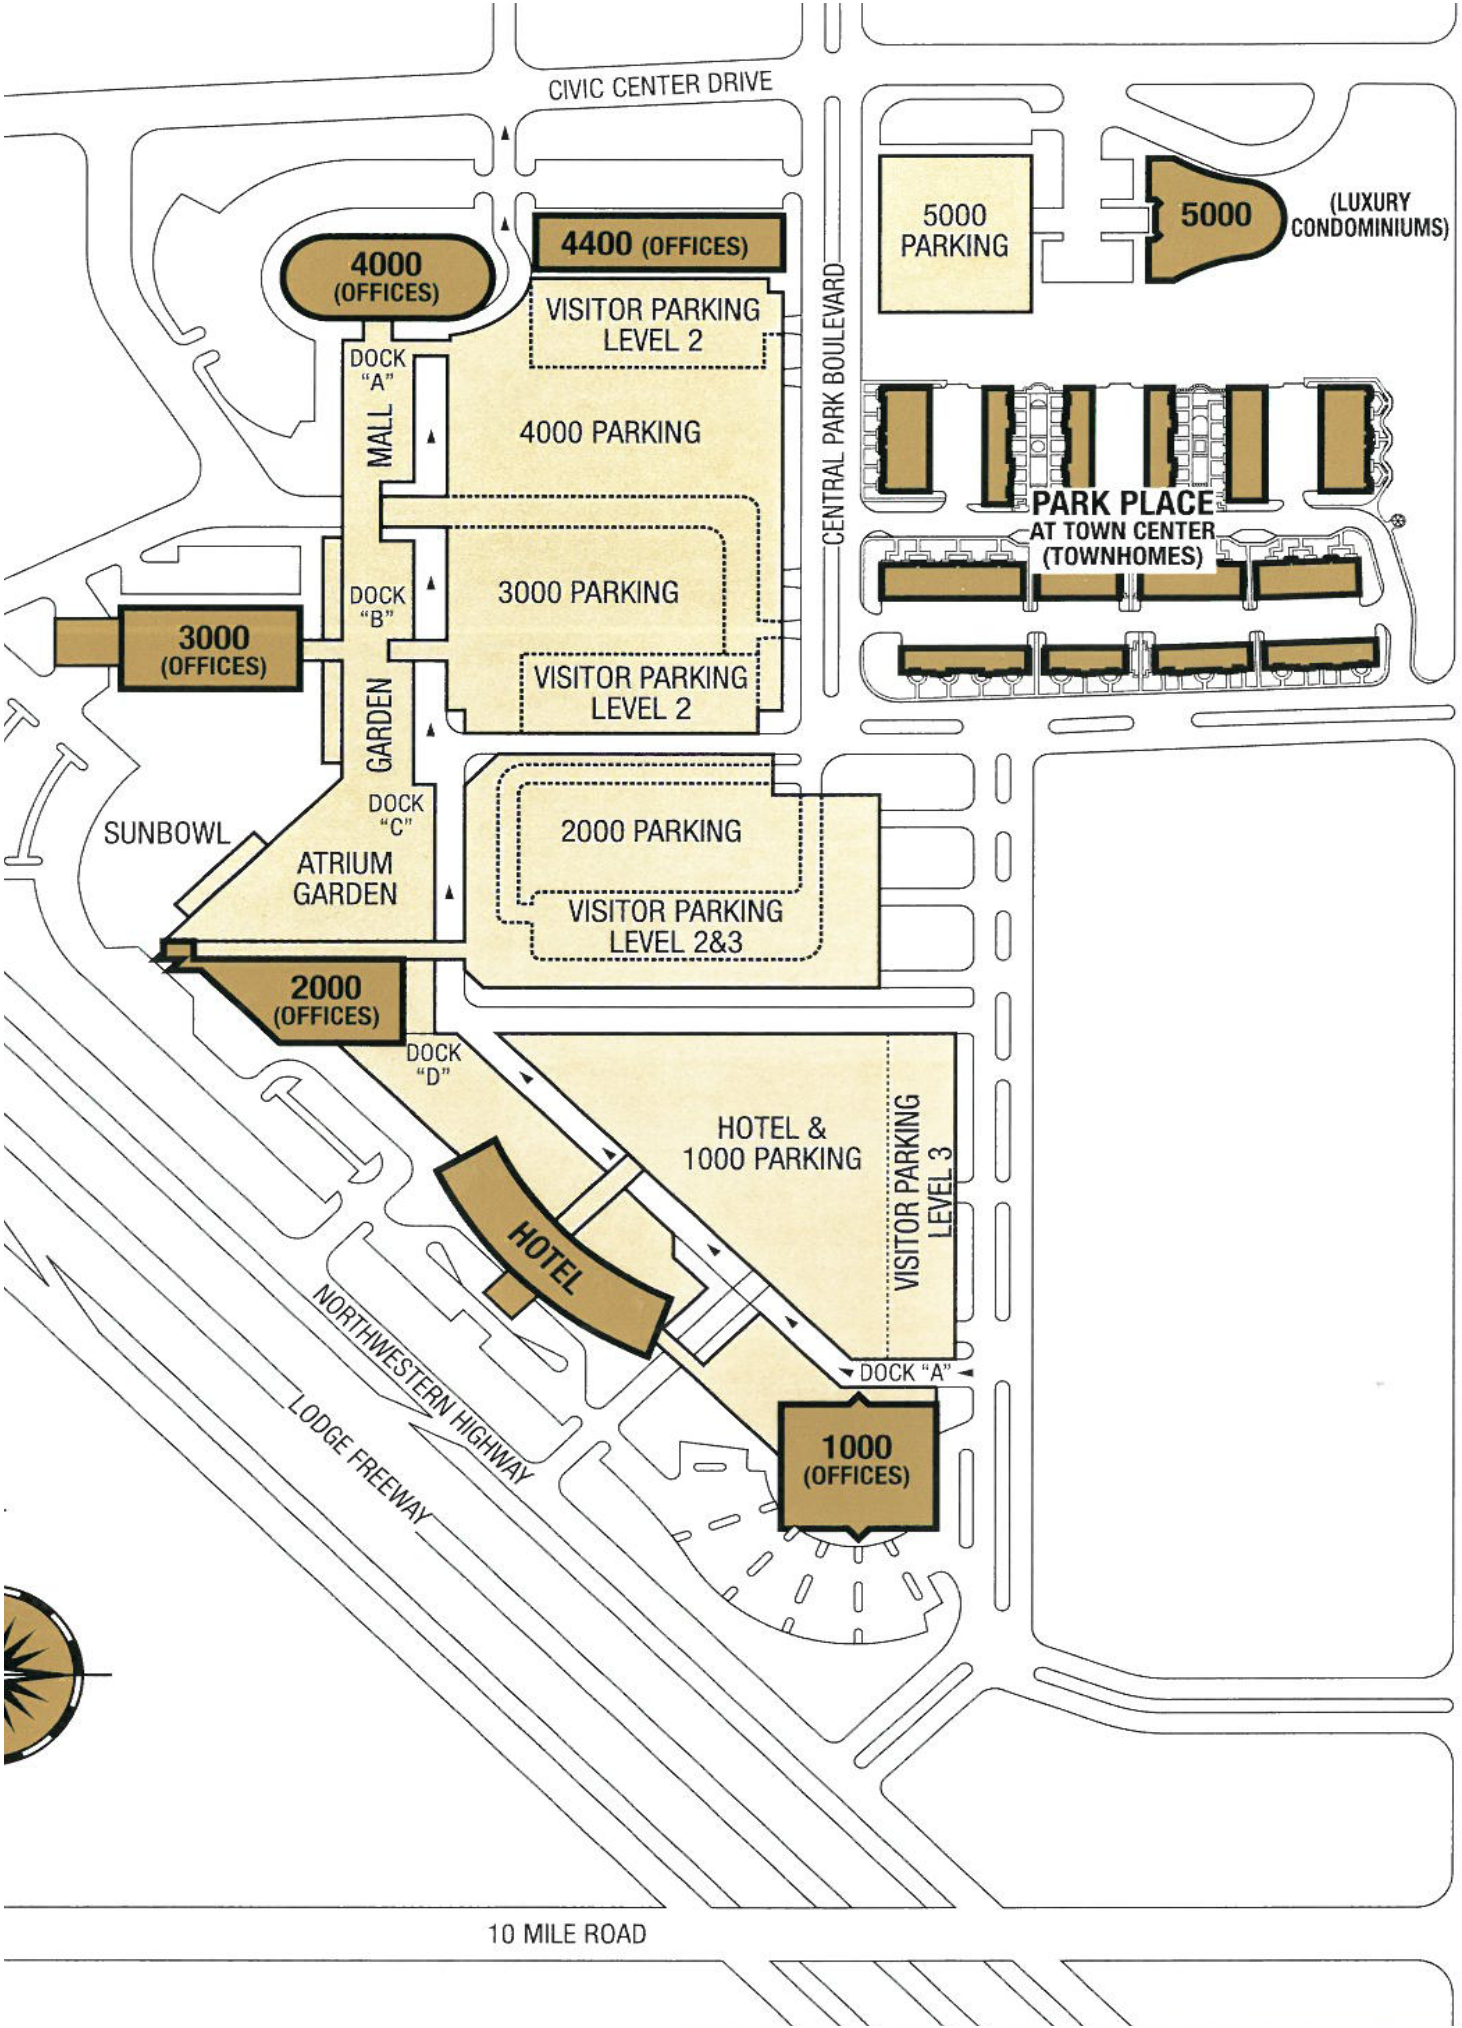 CIVIC CENTER DRIVE
4400 (OFFICES)
4000
(OFFICES)
VISITOR PARKING
LEVEL 2
DOCK
"A"
MALL
4000 PARKING
CENTRAL PARK BOULEVARD
5000
PARKING
5000
(LUXURY
CONDOMINIUMS)
PARK PLACE
AT TOWN CENTER
(TOWNHOMES)
3000
(OFFICES)
DOCK
"B"
3000 PARKING
VISITOR PARKING
LEVEL 2
GARDEN
DOCK
"C"
SUNBOWL
ATRIUM
GARDEN
2000 PARKING
VISITOR PARKING
LEVEL 2&3
2000
(OFFICES)
DOCK
"D"
HOTEL &
1000 PARKING
VISITOR PARKING
LEVEL 3
HOTEL
NORTHWESTERN HIGHWAY
LODGE FREEWAY
DOCK "A"
1000
(OFFICES)
10 MILE ROAD